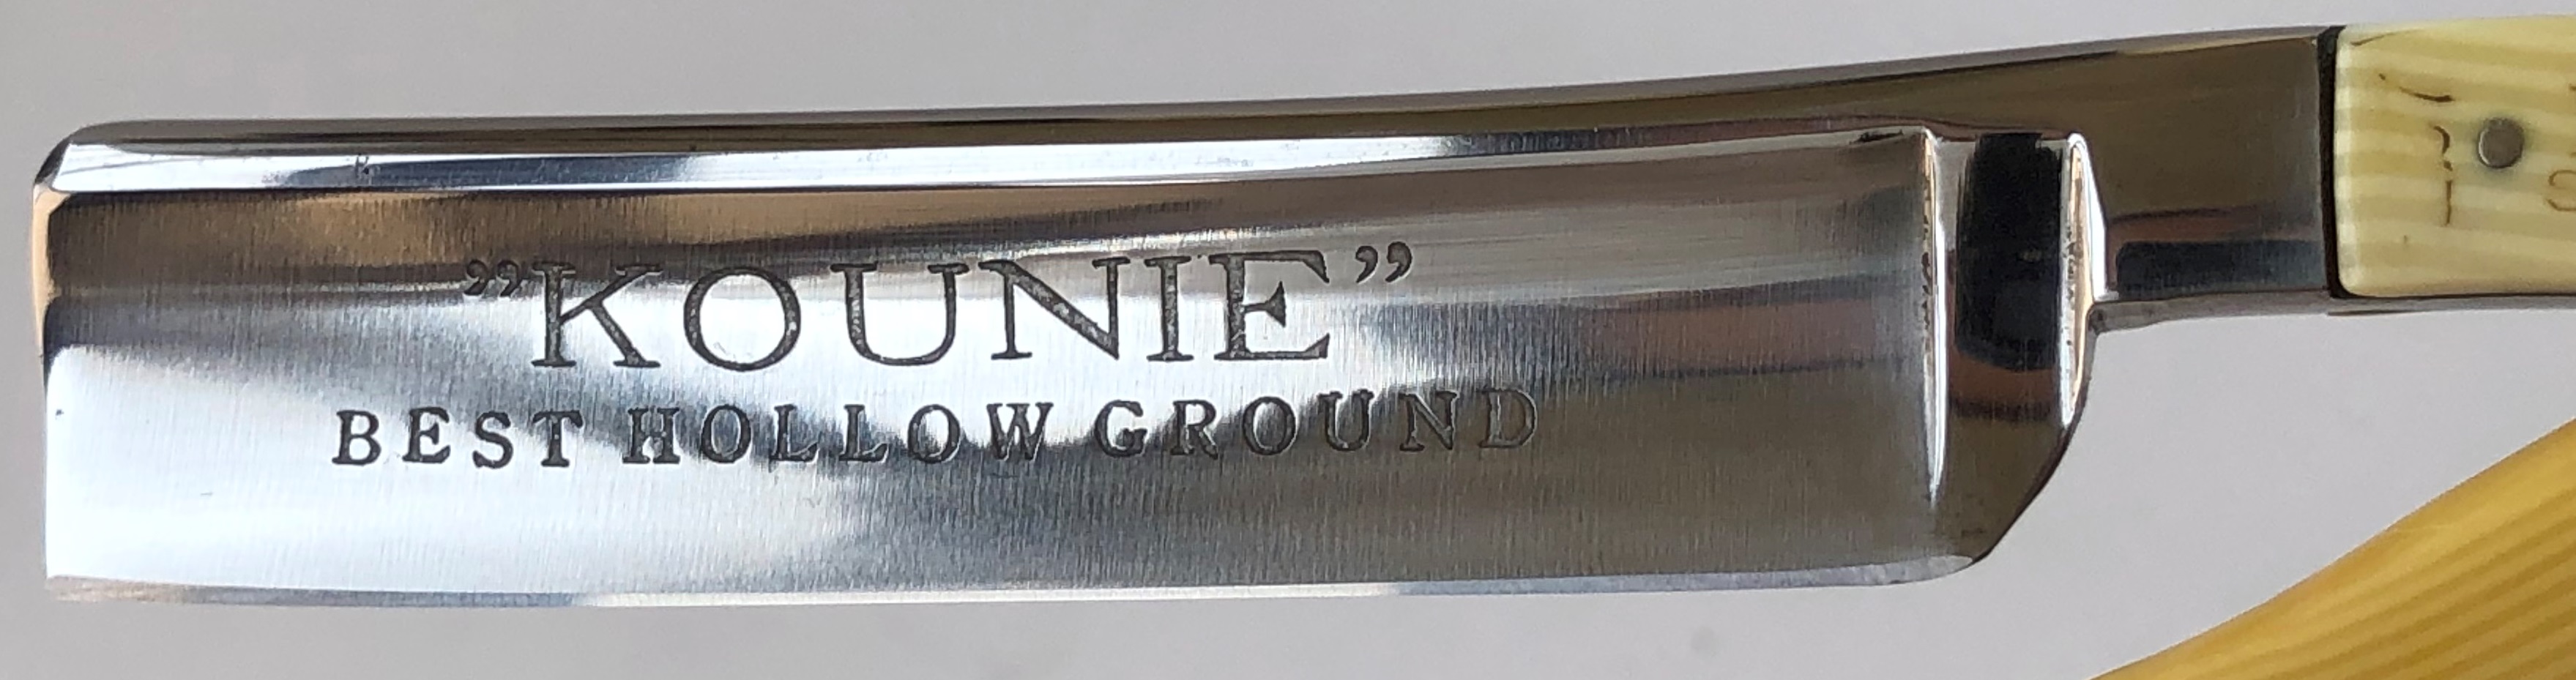 ”KOUNIE”
BEST HOLLOW GROUND